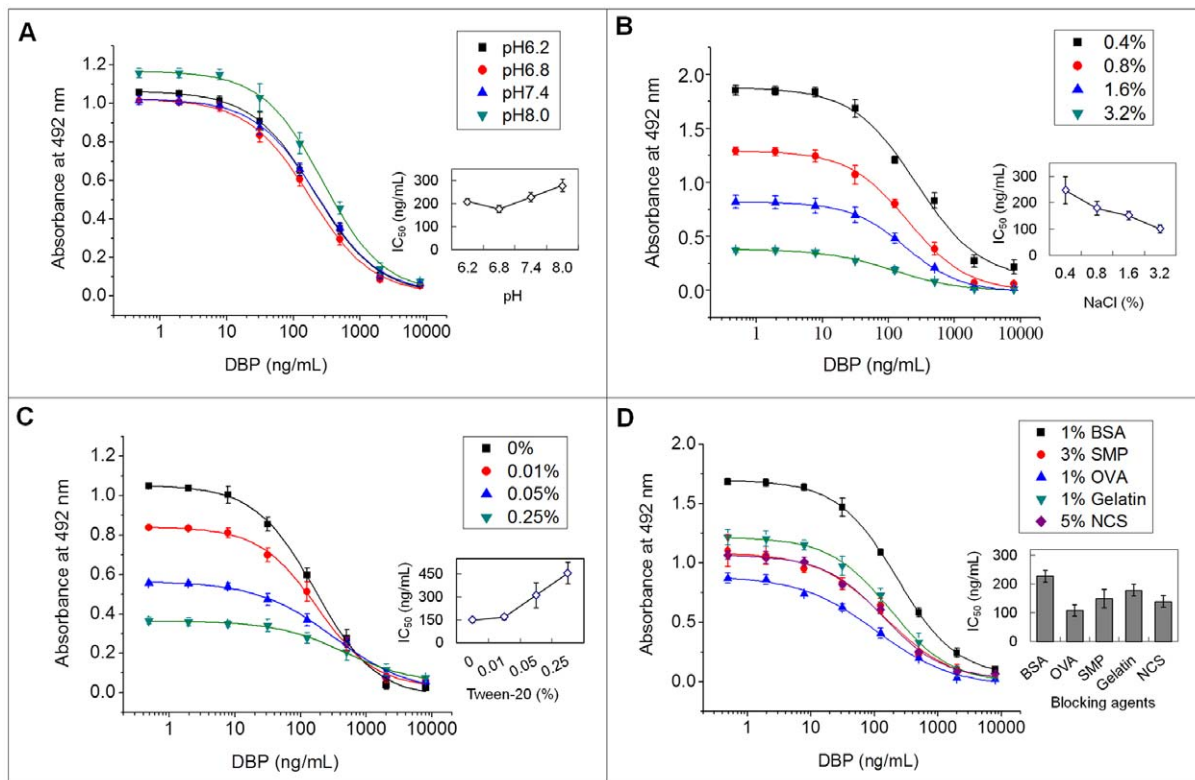 A
pH6.2
pH6.8
pH7.4
pH8.0
Absorbance at 492 nm
1.2
1.0
0.8
0.6
0.4
0.2
0.0
1
10
100
1000
10000
DBP (ng/mL)
IC50 (ng/mL)
300
200
100
0
6.2 6.8 7.4 8.0
pH
B
0.4%
0.8%
1.6%
3.2%
Absorbance at 492 nm
2.0
1.5
1.0
0.5
0.0
1
10
100
1000
10000
DBP (ng/mL)
IC50 (ng/mL)
300
200
100
0
0.4 0.8 1.6 3.2
NaCl (%)
C
0%
0.01%
0.05%
0.25%
Absorbance at 492 nm
1.2
1.0
0.8
0.6
0.4
0.2
0.0
1
10
100
1000
10000
DBP (ng/mL)
IC50 (ng/mL)
450
300
150
0
0 0.01 0.05 0.25
Tween-20 (%)
D
1% BSA
3% SMP
1% OVA
1% Gelatin
5% NCS
Absorbance at 492 nm
2.0
1.5
1.0
0.5
0.0
1
10
100
1000
10000
DBP (ng/mL)
IC50 (ng/mL)
300
200
100
0
BSA OVA SMP Gelatin NCS
Blocking agents